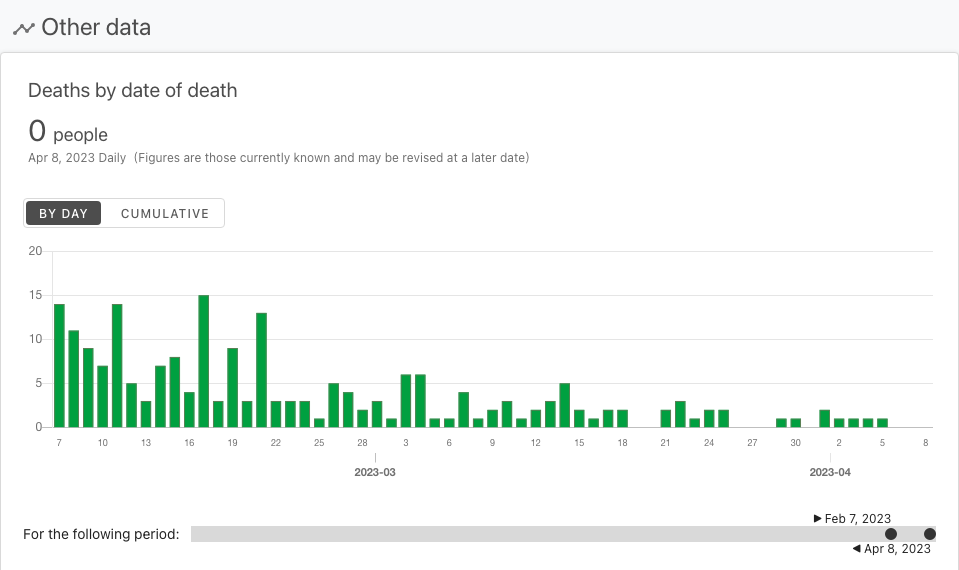 Other data
Deaths by date of death
0 people
Apr 8, 2023 Daily (Figures are those currently known and may be revised at a later date)
BY DAY CUMULATIVE
20
15
10
5
0
7 10 13 16 19 22 25 28 3 6 9 12 15 18 21 24 27 30 2 5 8
2023-03 2023-04
Feb 7, 2023
For the following period:
Apr 8, 2023